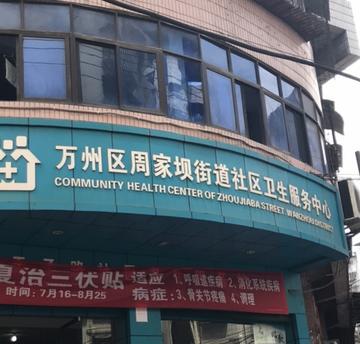 万州区周家坝街道社区卫生服务中心
COMMUNITY HEALTH CENTER OF ZHOUJIABA STREET, WANZHOU DISTRICT
夏治三伏贴 适应 1、呼吸道疾病 2、消化系统疾病
时间：7月16-8月25 病症：3、骨关节疼痛 4、调理